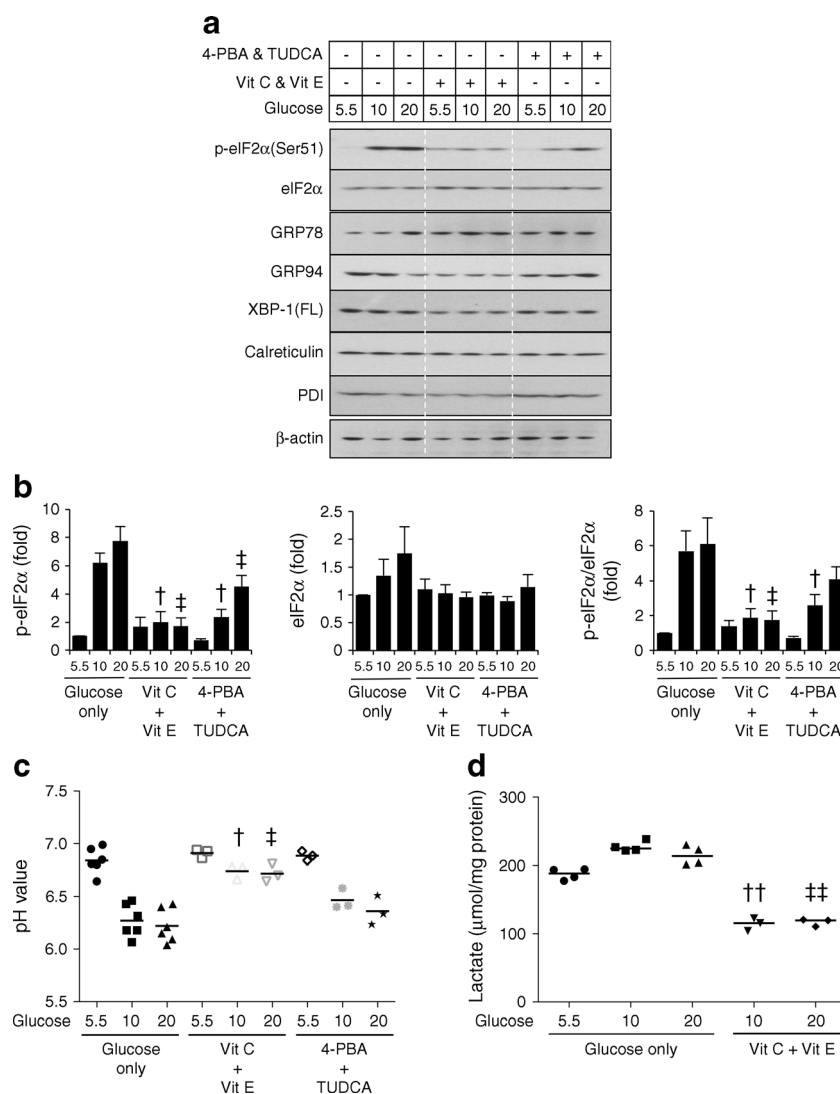 a
4-PBA & TUDCA - - - - - - + + +
Vit C & Vit E - - - + + + - - -
Glucose 5.5 10 20 5.5 10 20 5.5 10 20
p-eIF2α(Ser51)
eIF2α
GRP78
GRP94
XBP-1(FL)
Calreticulin
PDI
β-actin
b
p-eIF2α (fold)
10
8
6
4
2
0
† ‡ † ‡
5.5 10 20 5.5 10 20 5.5 10 20
Glucose only
Vit C + Vit E
4-PBA + TUDCA
eIF2α (fold)
2.5
2
1.5
1
0.5
0
5.5 10 20 5.5 10 20 5.5 10 20
Glucose only
Vit C + Vit E
4-PBA + TUDCA
p-eIF2α/eIF2α (fold)
8
6
4
2
0
† ‡ †
5.5 10 20 5.5 10 20 5.5 10 20
Glucose only
Vit C + Vit E
4-PBA + TUDCA
c
pH value
7.5
7.0
6.5
6.0
5.5
† ‡
Glucose 5.5 10 20 5.5 10 20 5.5 10 20
Glucose only
Vit C + Vit E
4-PBA + TUDCA
d
Lactate (μmol/mg protein)
300
200
100
0
†† ‡‡
Glucose 5.5 10 20 10 20
Glucose only
Vit C + Vit E